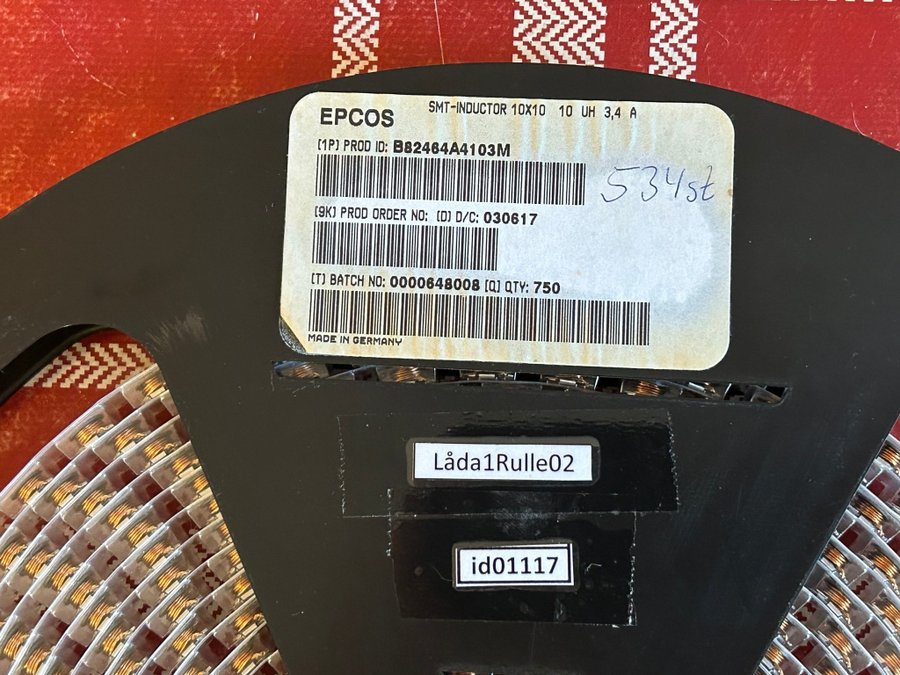 EPCOS SMT-INDUCTOR 10X10 10 UH 3,4 A
[1P] PROD ID: B82464A4103M
534st
[9K] PROD ORDER NO: [D] D/C: 030617
[T] BATCH NO: 0000648008 [Q] QTY: 750
MADE IN GERMANY
Låda1Rulle02
id01117